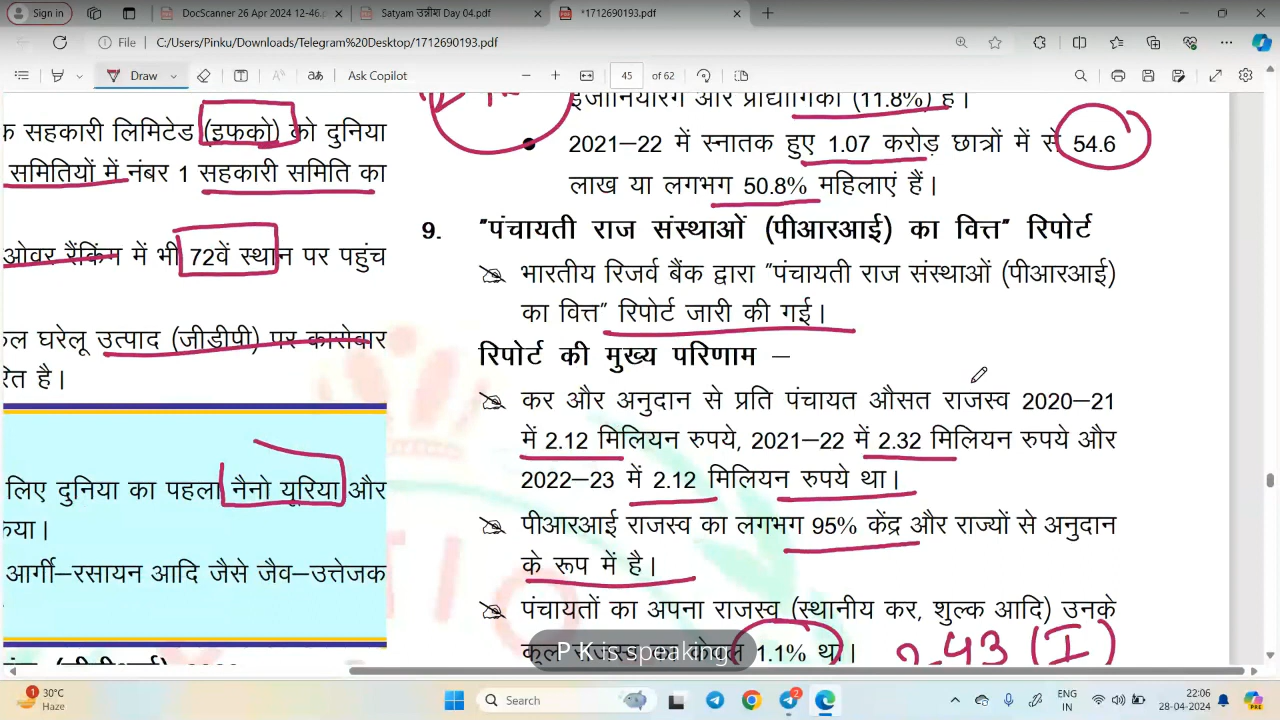 Sign in
DocScanner 26 Apr 2024 12-46.p
Satyam उन्नीश Day 04.pdf
*1712690193.pdf
File
C:/Users/Pinku/Downloads/Telegram%20Desktop/1712690193.pdf
Draw
Ask Copilot
45 of 62
क सहकारी लिमिटेड (इफको) को दुनिया
समितियों में नंबर 1 सहकारी समिति का
ओवर रैंकिंग में भी 72वें स्थान पर पहुंच
कल घरेलू उत्पाद (जीडीपी) पर कारोबार
रित है।
लिए दुनिया का पहला नैनो यूरिया और
कया।
आर्गी–रसायन आदि जैसे जैव–उत्तेजक
इंजीनियरिंग और प्रौद्योगिकी (11.8%) है।
2021–22 में स्नातक हुए 1.07 करोड़ छात्रों में से 54.6
लाख या लगभग 50.8% महिलाएं हैं।
9. "पंचायती राज संस्थाओं (पीआरआई) का वित्त" रिपोर्ट
भारतीय रिजर्व बैंक द्वारा "पंचायती राज संस्थाओं (पीआरआई)
का वित्त" रिपोर्ट जारी की गई।
रिपोर्ट की मुख्य परिणाम –
कर और अनुदान से प्रति पंचायत औसत राजस्व 2020–21
में 2.12 मिलियन रुपये, 2021–22 में 2.32 मिलियन रुपये और
2022–23 में 2.12 मिलियन रुपये था।
पीआरआई राजस्व का लगभग 95% केंद्र और राज्यों से अनुदान
के रूप में है।
पंचायतों का अपना राजस्व (स्थानीय कर, शुल्क आदि) उनके
कुल राजस्व का केवल 1.1% था।
2.43 (I)
P K is speaking
30°C
Haze
Search
ENG
IN
22:06
28-04-2024